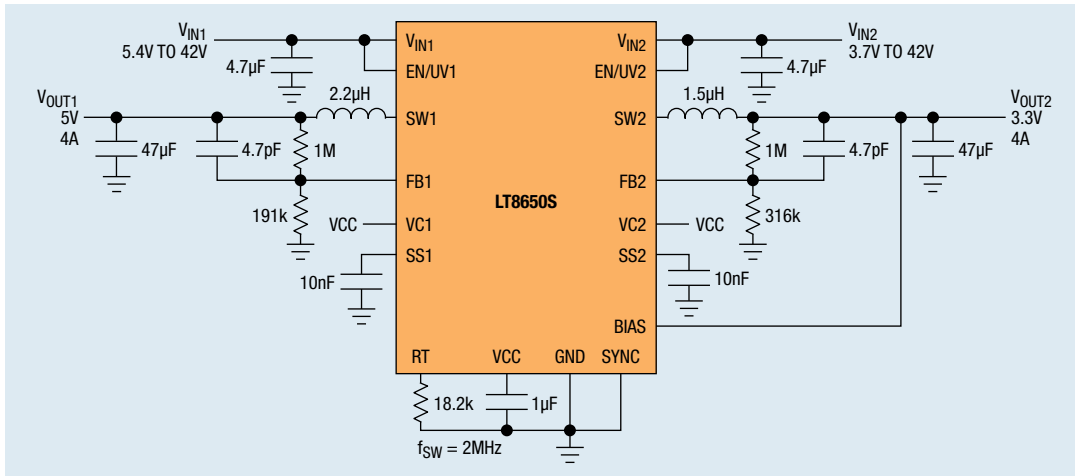 VIN1
5.4V TO 42V
4.7µF
VIN1
EN/UV1
VIN2
EN/UV2
4.7µF
VIN2
3.7V TO 42V
VOUT1
5V
4A
47µF
4.7pF
2.2µH
1M
191k
SW1
FB1
VCC
VC1
SS1
10nF
LT8650S
SW2
FB2
VC2
VCC
SS2
10nF
BIAS
1.5µH
1M
316k
4.7pF
47µF
VOUT2
3.3V
4A
RT
VCC
GND
SYNC
18.2k
1µF
fSW = 2MHz